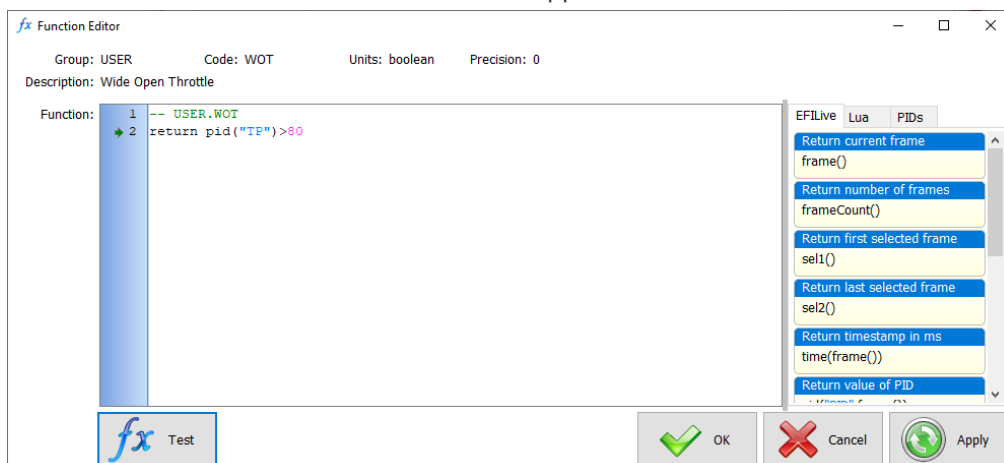 fx Function Editor
Group: USER Code: WOT Units: boolean Precision: 0
Description: Wide Open Throttle
Function:
1 -- USER.WOT
2 return pid("TP")>80
EFILive Lua PIDs
Return current frame
frame()
Return number of frames
frameCount()
Return first selected frame
sel1()
Return last selected frame
sel2()
Return timestamp in ms
time(frame())
Return value of PID
fx Test
OK
Cancel
Apply